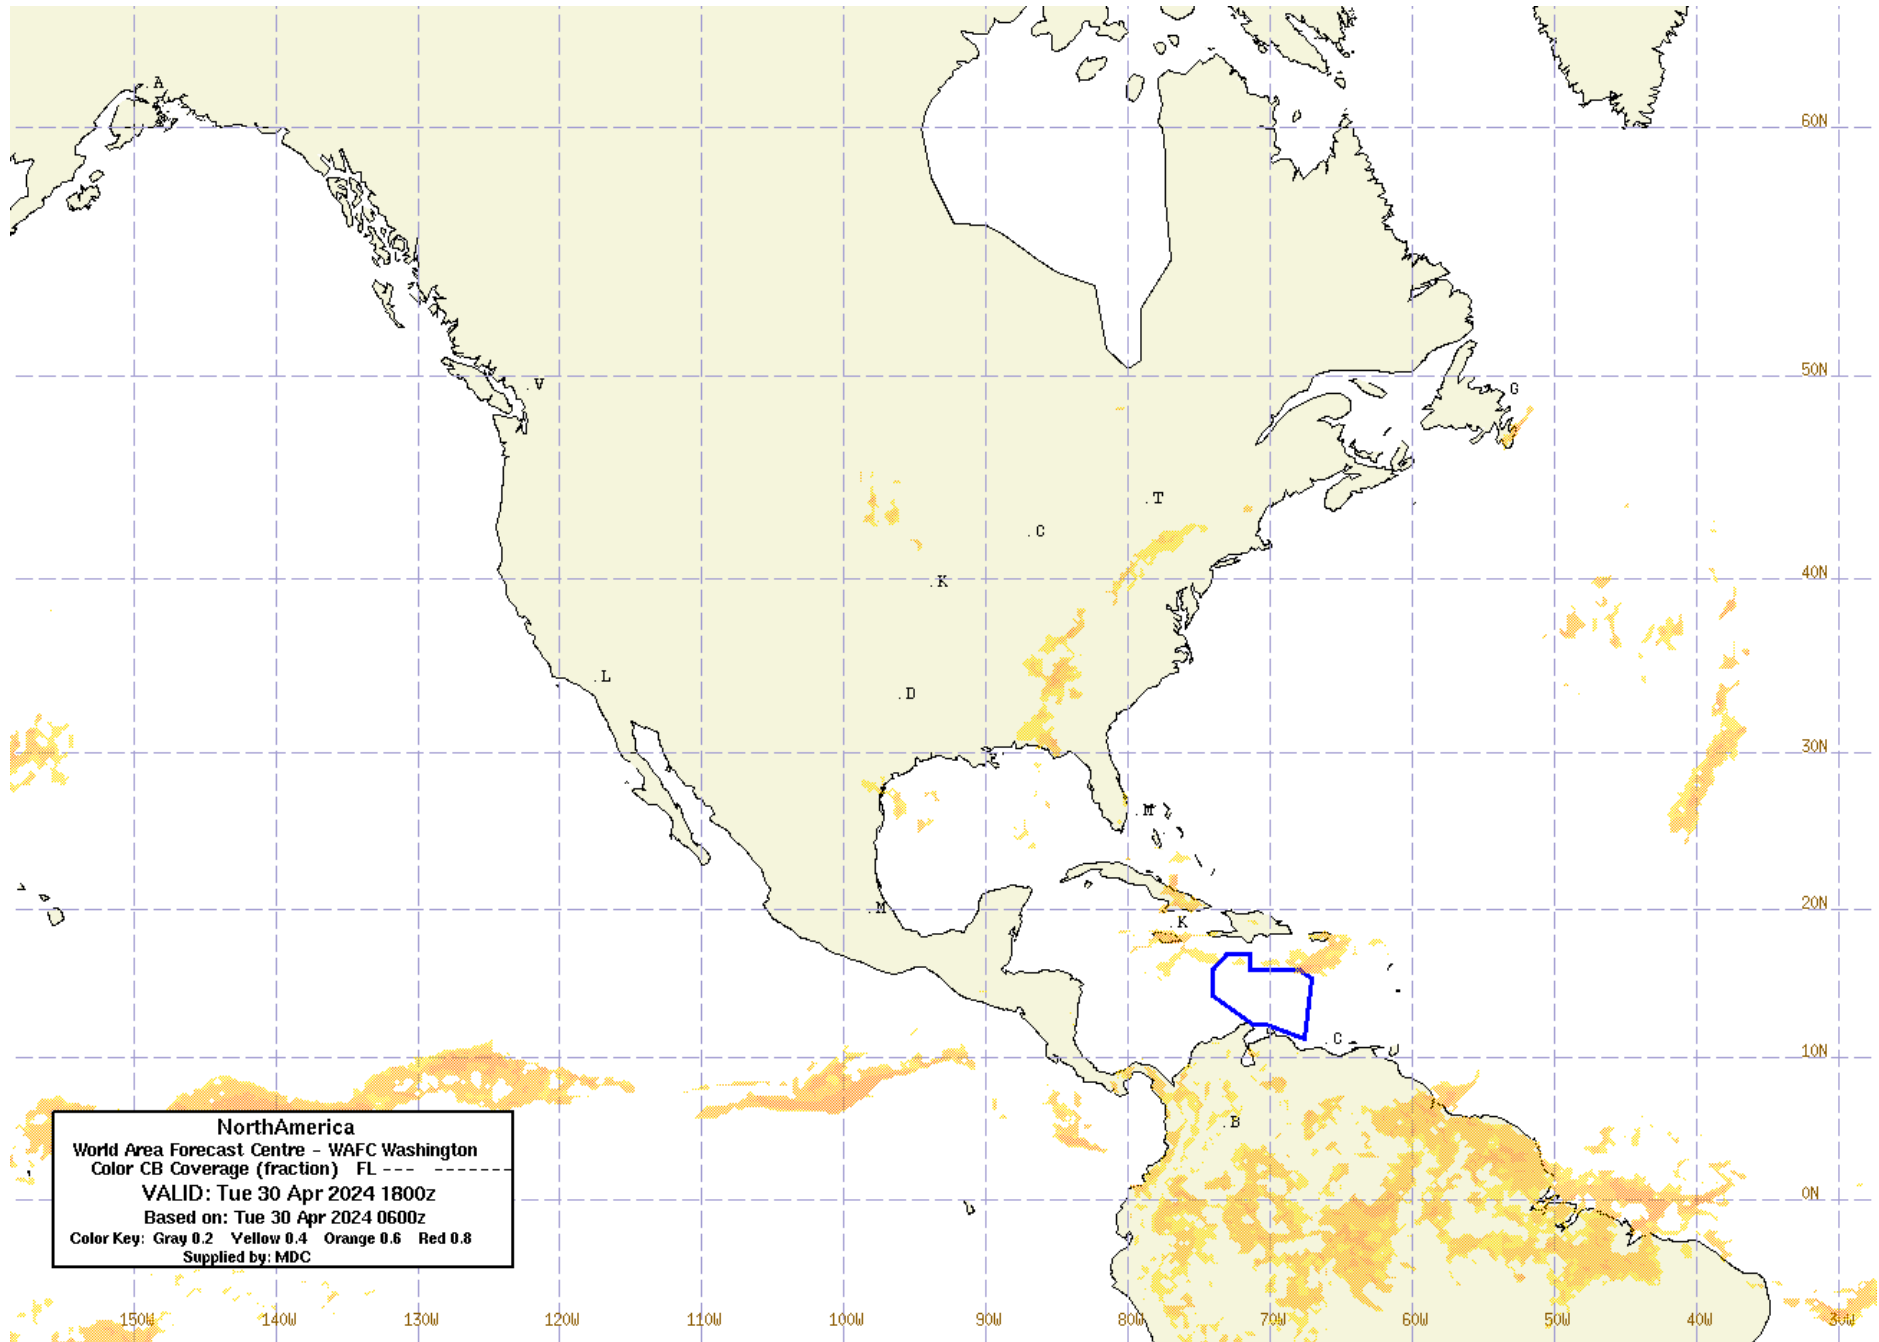 A
60N
50N
V
G
T
C
40N
K
L
D
30N
M
20N
M
K
C
10N
B
0N
NorthAmerica
World Area Forecast Centre - WAFC Washington
Color CB Coverage (fraction) FL --- --------
VALID: Tue 30 Apr 2024 1800z
Based on: Tue 30 Apr 2024 0600z
Color Key: Gray 0.2 Yellow 0.4 Orange 0.6 Red 0.8
Supplied by: MDC
150W 140W 130W 120W 110W 100W 90W 80W 70W 60W 50W 40W 30W